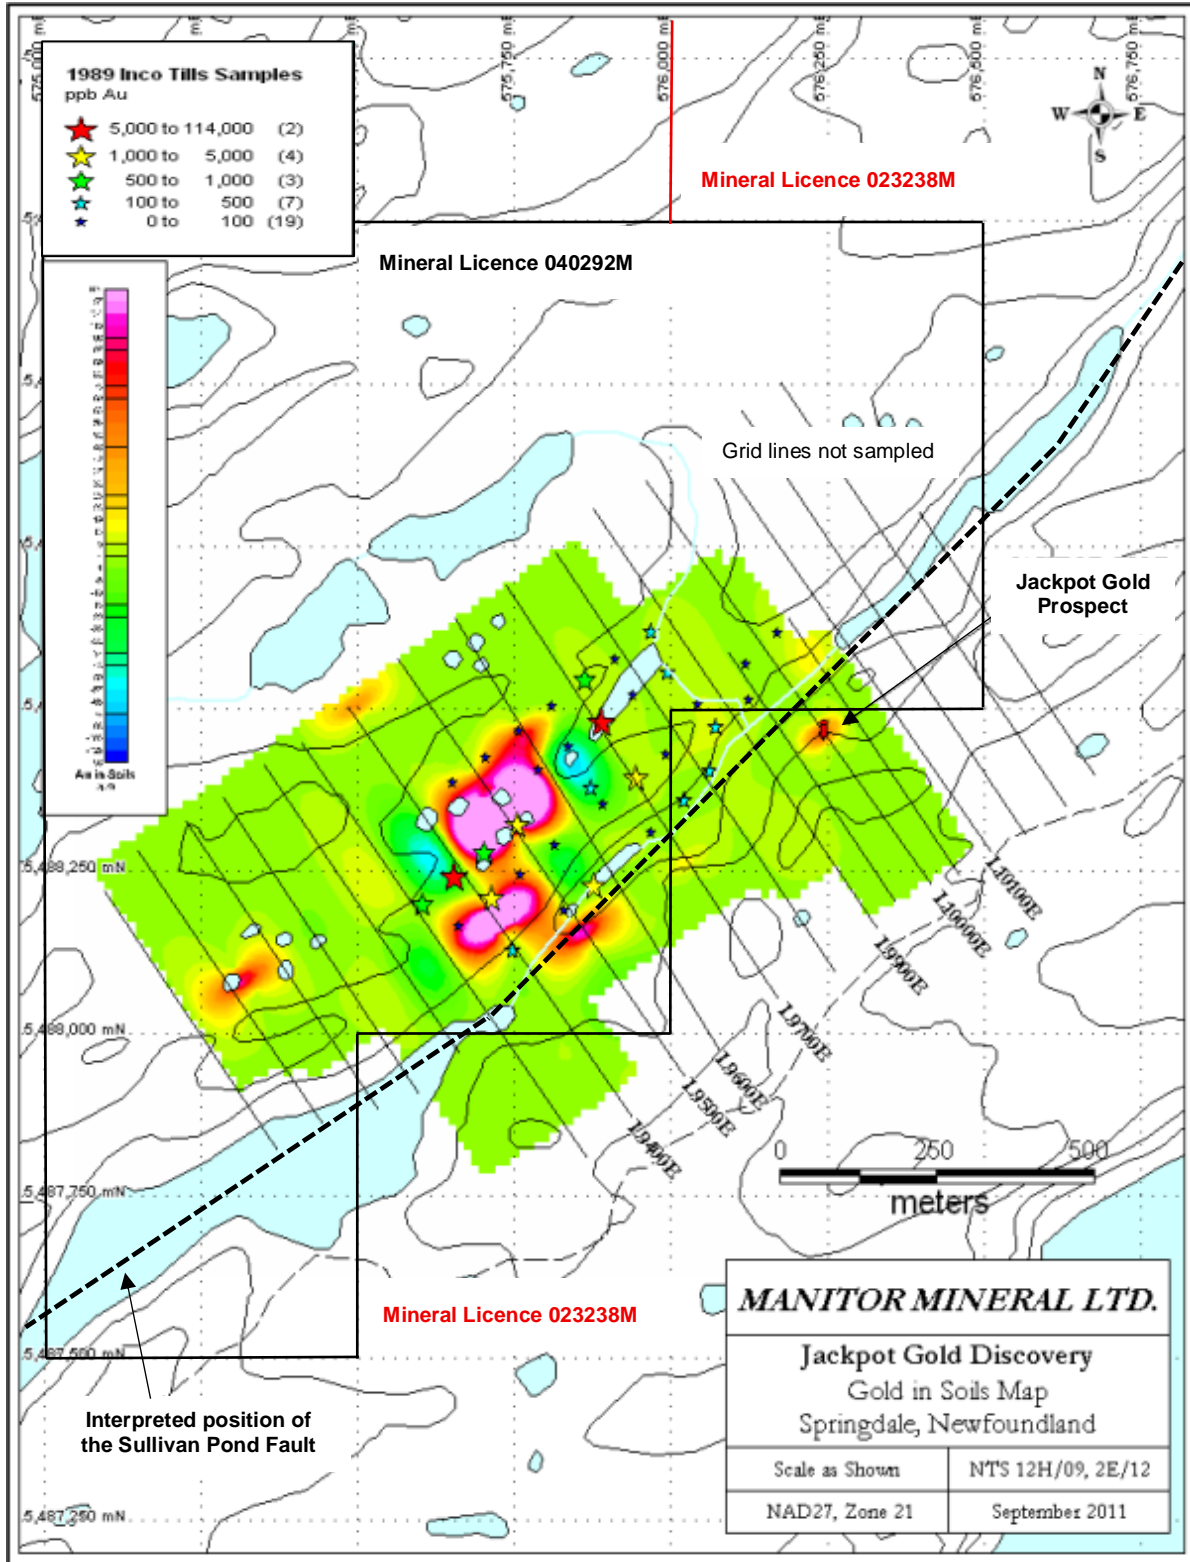 575,750 mE
576,000 mE
576,250 mE
576,500 mE
576,750 mE
1989 Inco Tills Samples
ppb Au
5,000 to 114,000 (2)
1,000 to 5,000 (4)
500 to 1,000 (3)
100 to 500 (7)
0 to 100 (19)
N
W E
S
Mineral Licence 023238M
Mineral Licence 040292M
Grid lines not sampled
Jackpot Gold
Prospect
Au in Soils
5,488,250 mN
L10100E
L10000E
L9900E
5,488,000 mN
L9700E
L9600E
L9500E
L9400E
0 250 500
meters
5,487,750 mN
Mineral Licence 023238M
5,487,500 mN
Interpreted position of
the Sullivan Pond Fault
MANITOR MINERAL LTD.
Jackpot Gold Discovery
Gold in Soils Map
Springdale, Newfoundland
Scale as Shown NTS 12H/09, 2E/12
NAD27, Zone 21 September 2011
5,487,250 mN